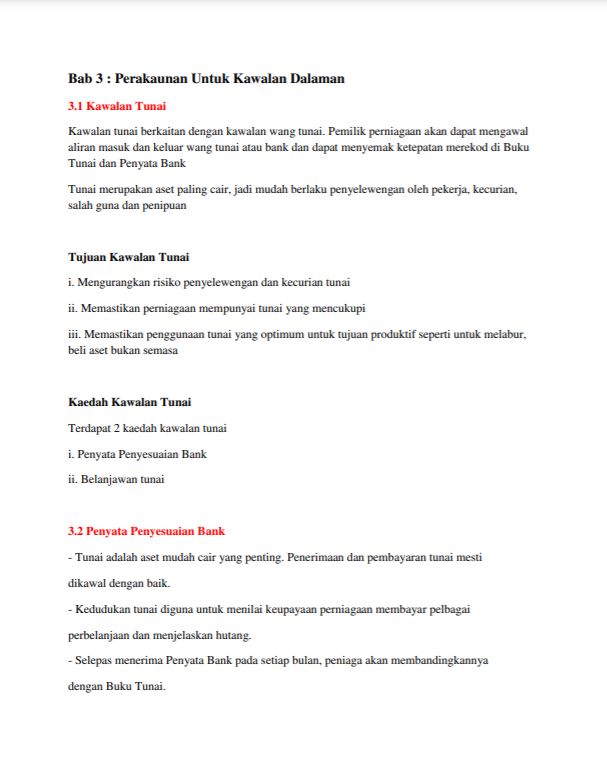 Bab 3 : Perakaunan Untuk Kawalan Dalaman
3.1 Kawalan Tunai
Kawalan tunai berkaitan dengan kawalan wang tunai. Pemilik perniagaan akan dapat mengawal
aliran masuk dan keluar wang tunai atau bank dan dapat menyemak ketepatan merekod di Buku
Tunai dan Penyata Bank
Tunai merupakan aset paling cair, jadi mudah berlaku penyelewengan oleh pekerja, kecurian,
salah guna dan penipuan
Tujuan Kawalan Tunai
i. Mengurangkan risiko penyelewengan dan kecurian tunai
ii. Memastikan perniagaan mempunyai tunai yang mencukupi
iii. Memastikan penggunaan tunai yang optimum untuk tujuan produktif seperti untuk melabur,
beli aset bukan semasa
Kaedah Kawalan Tunai
Terdapat 2 kaedah kawalan tunai
i. Penyata Penyesuaian Bank
ii. Belanjawan tunai
3.2 Penyata Penyesuaian Bank
- Tunai adalah aset mudah cair yang penting. Penerimaan dan pembayaran tunai mesti
dikawal dengan baik.
- Kedudukan tunai diguna untuk menilai keupayaan perniagaan membayar pelbagai
perbelanjaan dan menjelaskan hutang.
- Selepas menerima Penyata Bank pada setiap bulan, peniaga akan membandingkannya
dengan Buku Tunai.